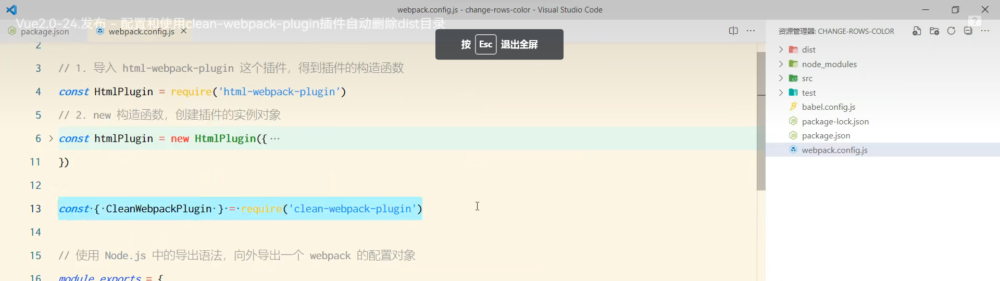 webpack.config.js - change-rows-color - Visual Studio Code
Vue2.0-24.发布 - 配置和使用clean-webpack-plugin插件自动删除dist目录
package.json
webpack.config.js
按 Esc 退出全屏
2
3 // 1. 导入 html-webpack-plugin 这个插件，得到插件的构造函数
4 const HtmlPlugin = require('html-webpack-plugin')
5 // 2. new 构造函数，创建插件的实例对象
6 const htmlPlugin = new HtmlPlugin({···
11 })
12
13 const·{·CleanWebpackPlugin·}·=·require('clean-webpack-plugin')
14
15 // 使用 Node.js 中的导出语法，向外导出一个 webpack 的配置对象
16 module.exports = {
资源管理器: CHANGE-ROWS-COLOR
dist
node_modules
src
test
babel.config.js
package-lock.json
package.json
webpack.config.js